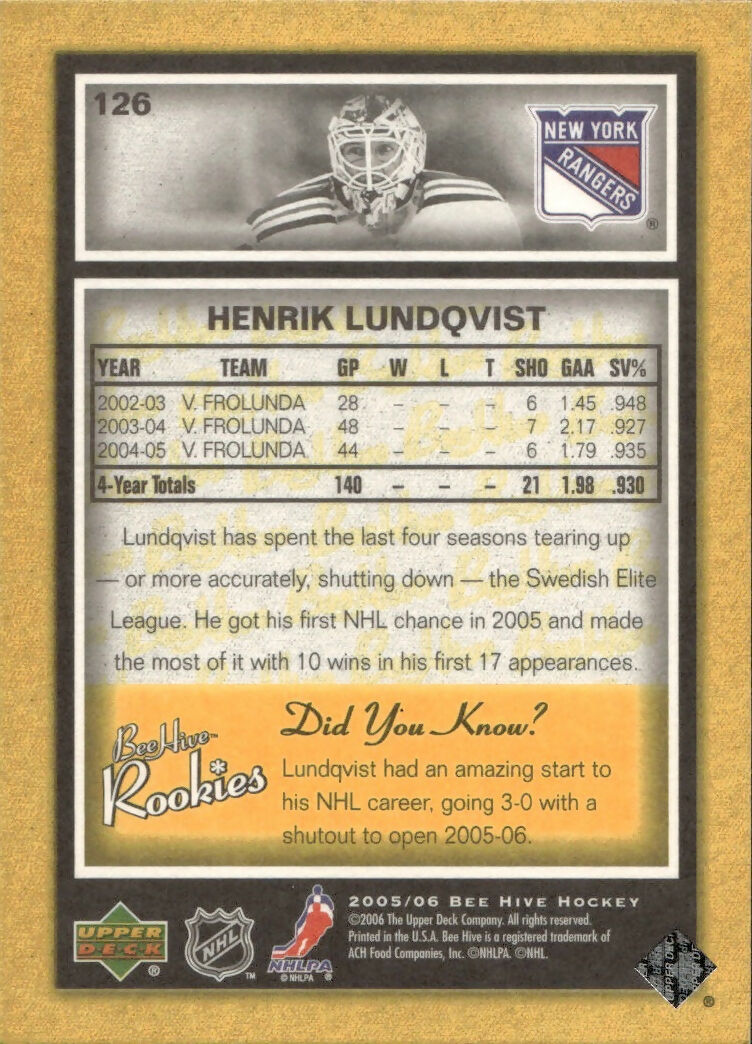 126
NEW YORK
RANGERS
®
HENRIK LUNDQVIST
YEAR TEAM GP W L T SHO GAA SV%
2002-03 V. FROLUNDA 28 – – – 6 1.45 .948
2003-04 V. FROLUNDA 48 – – – 7 2.17 .927
2004-05 V. FROLUNDA 44 – – – 6 1.79 .935
4-Year Totals 140 – – – 21 1.98 .930
Lundqvist has spent the last four seasons tearing up
— or more accurately, shutting down — the Swedish Elite
League. He got his first NHL chance in 2005 and made
the most of it with 10 wins in his first 17 appearances.
Did You Know?
BeeHive™
Rookies
Lundqvist had an amazing start to
his NHL career, going 3-0 with a
shutout to open 2005-06.
UPPER
DECK
®
NHL
™
NHLPA
© NHLPA ®
2005/06 BEE HIVE HOCKEY
©2006 The Upper Deck Company. All rights reserved.
Printed in the U.S.A. Bee Hive is a registered trademark of
ACH Food Companies, Inc. ©NHLPA. ©NHL.
UPPER DECK
®